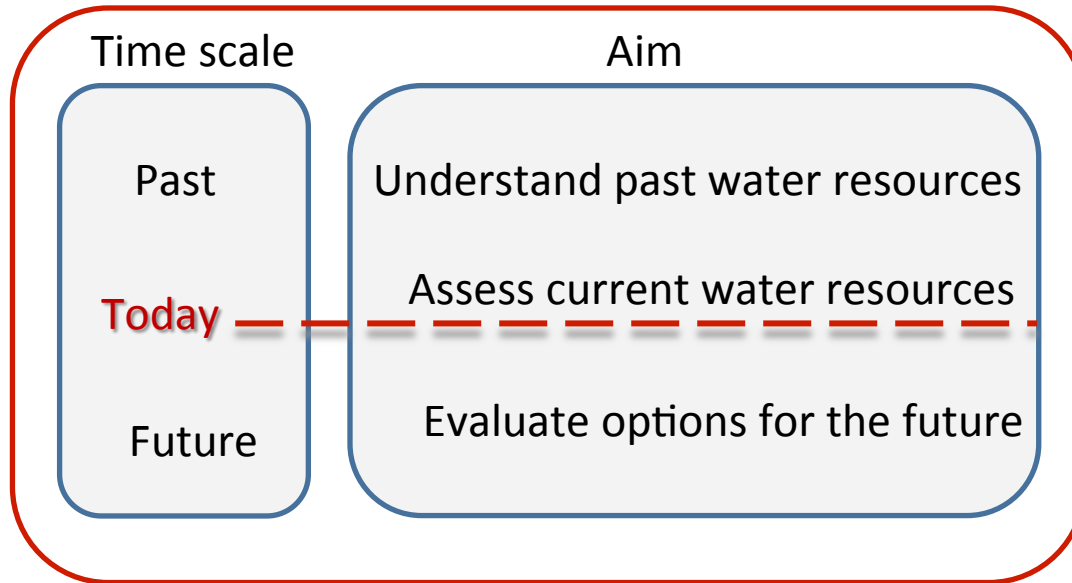 Time scale Aim
Past Understand past water resources
Today Assess current water resources
Future Evaluate options for the future